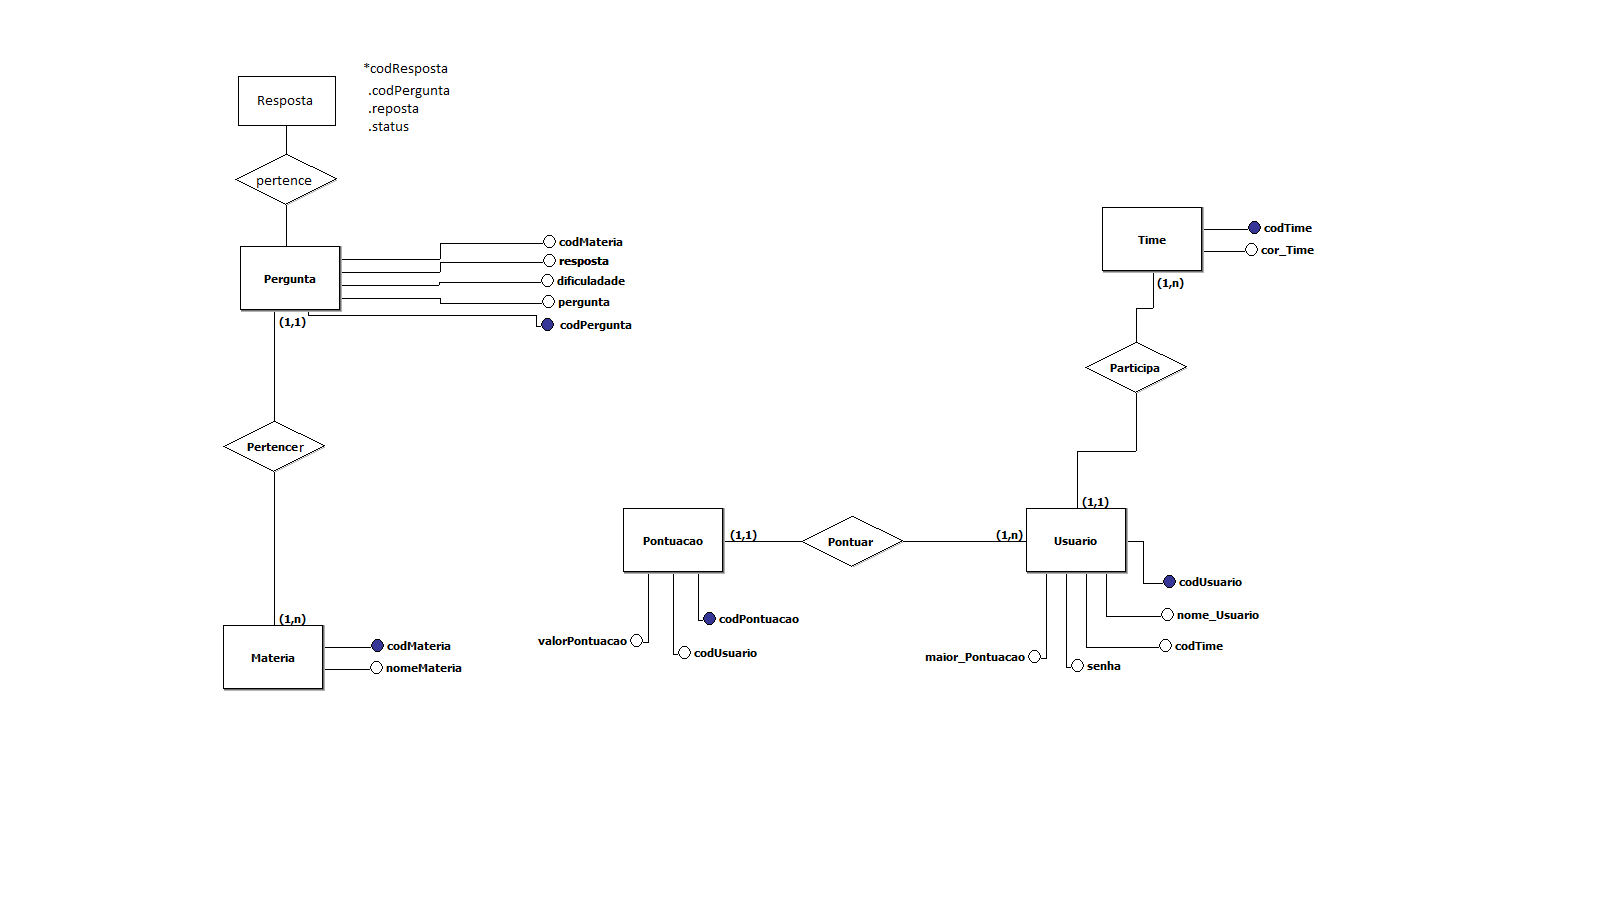 *codResposta
.codPergunta
.reposta
.status
Resposta
pertence
Pergunta
codMateria
resposta
dificuladade
pergunta
codPergunta
(1,1)
Pertencer
(1,n)
Materia
codMateria
nomeMateria
Time
codTime
cor_Time
(1,n)
Participa
(1,1)
Pontuacao
(1,1)
Pontuar
(1,n)
Usuario
valorPontuacao
codPontuacao
codUsuario
codUsuario
nome_Usuario
codTime
maior_Pontuacao
senha